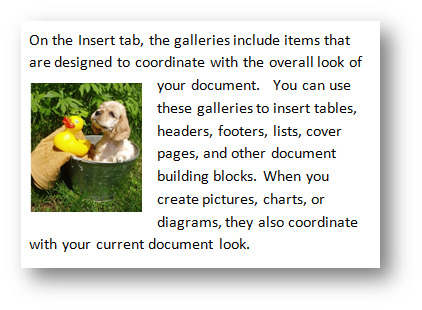 On the Insert tab, the galleries include items that
are designed to coordinate with the overall look of
your document.   You can use
these galleries to insert tables,
headers, footers, lists, cover
pages, and other document
building blocks. When you
create pictures, charts, or
diagrams, they also coordinate
with your current document look.